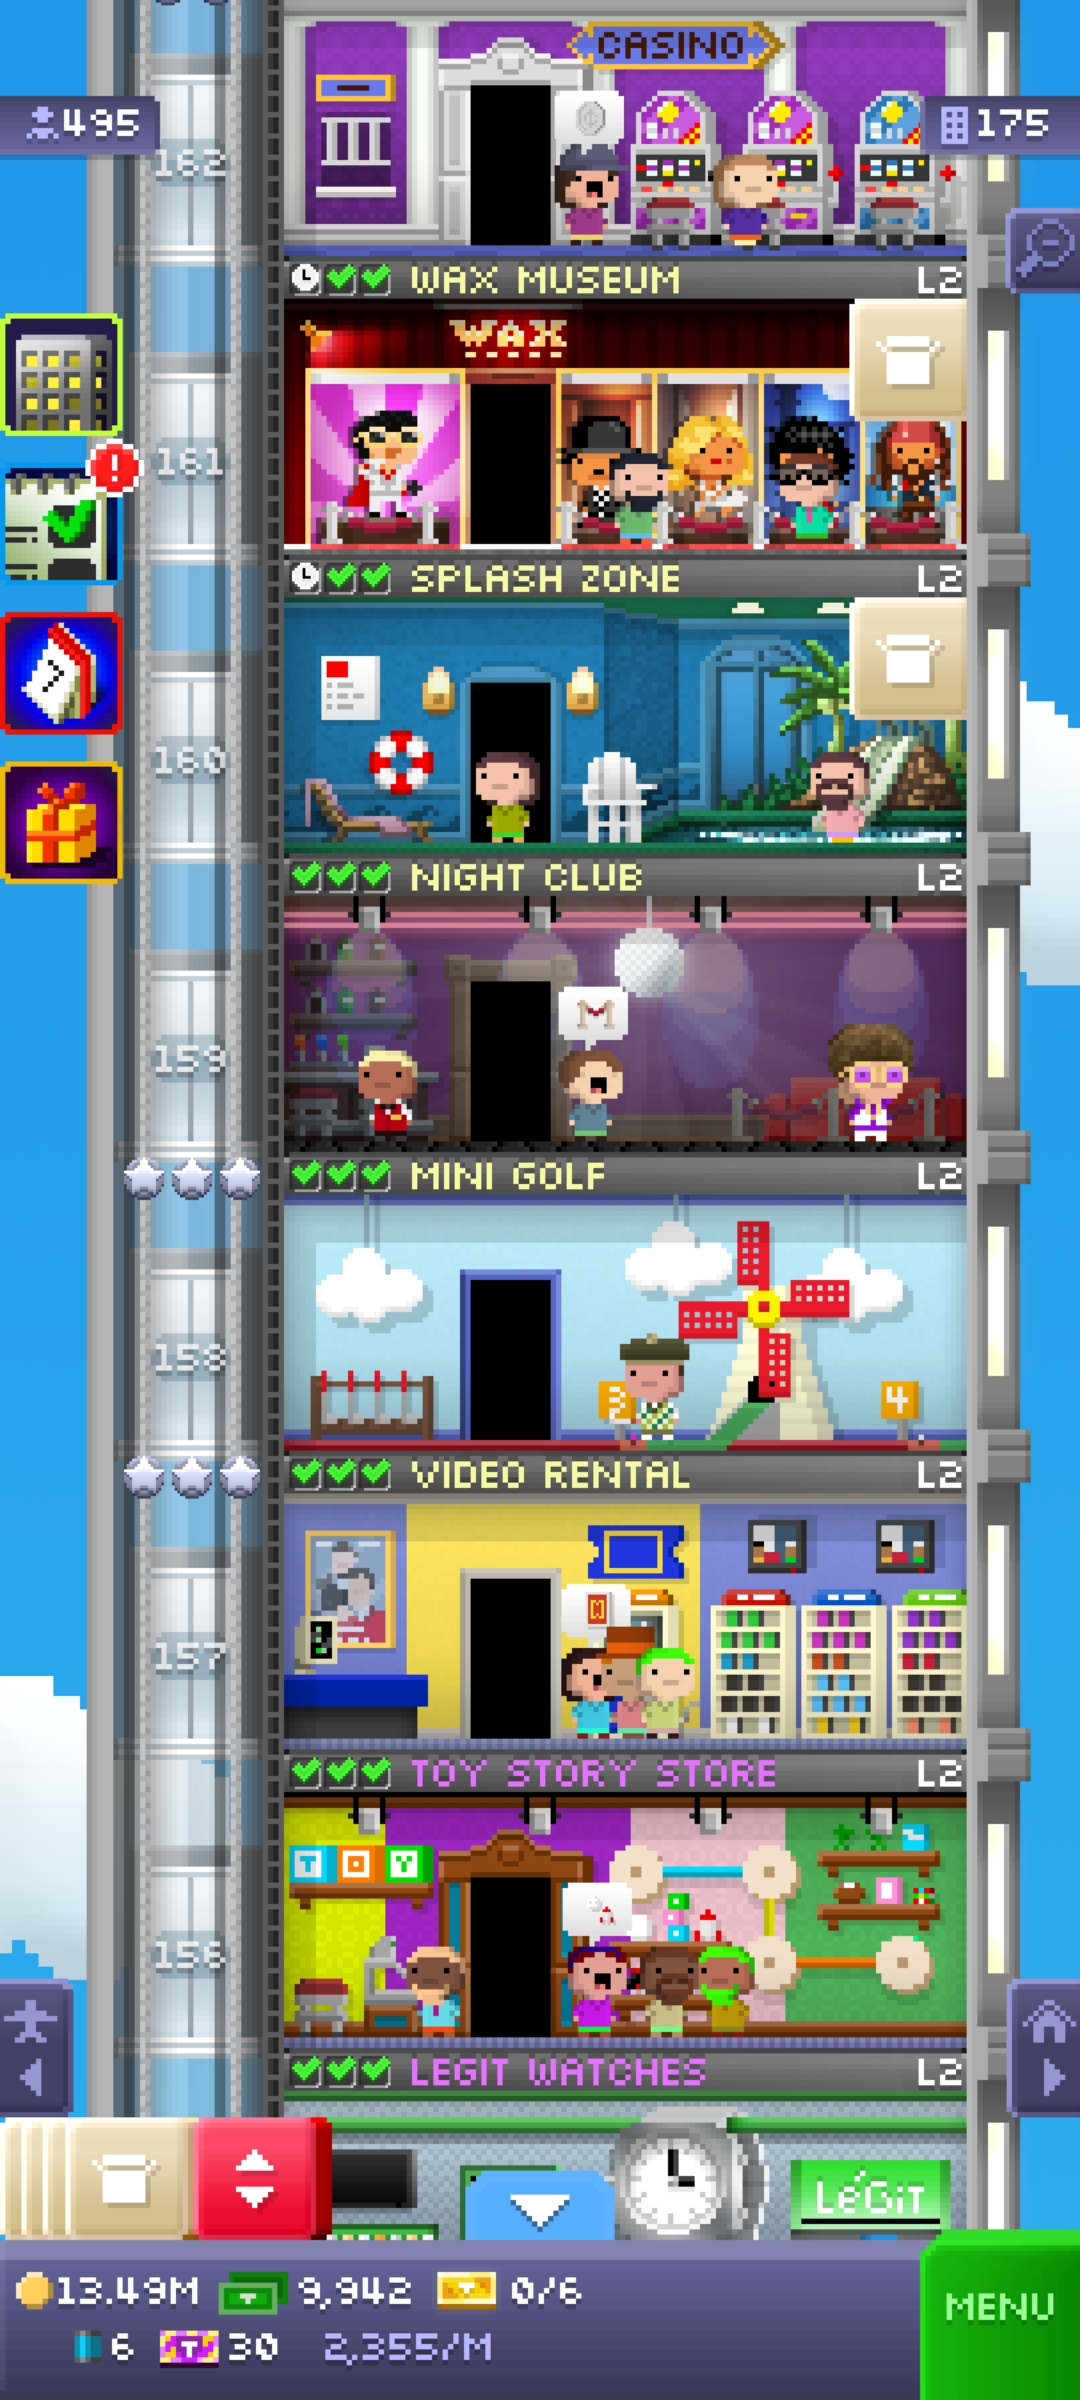 CASINO
495
175
162
WAX MUSEUM L2
WAX
161
SPLASH ZONE L2
160
NIGHT CLUB L2
159
MINI GOLF L2
158
3
4
VIDEO RENTAL L2
157
TOY STORY STORE L2
TOY
156
LEGIT WATCHES L2
LéGiT
13.49M 9,942 0/6
MENU
6 T 30 2,355/M